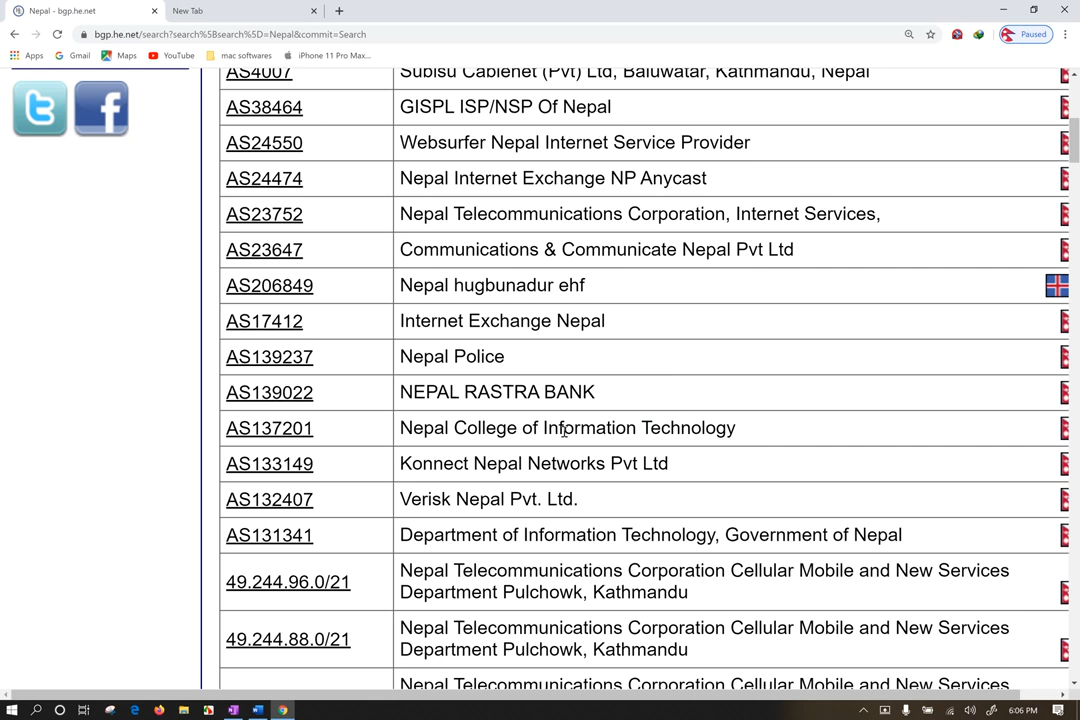 Nepal - bgp.he.net
New Tab
bgp.he.net/search?search%5Bsearch%5D=Nepal&commit=Search
Paused
Apps
Gmail
Maps
YouTube
mac softwares
iPhone 11 Pro Max...
AS4007 Subisu Cablenet (Pvt) Ltd, Baluwatar, Kathmandu, Nepal
AS38464 GISPL ISP/NSP Of Nepal
AS24550 Websurfer Nepal Internet Service Provider
AS24474 Nepal Internet Exchange NP Anycast
AS23752 Nepal Telecommunications Corporation, Internet Services,
AS23647 Communications & Communicate Nepal Pvt Ltd
AS206849 Nepal hugbunadur ehf
AS17412 Internet Exchange Nepal
AS139237 Nepal Police
AS139022 NEPAL RASTRA BANK
AS137201 Nepal College of Information Technology
AS133149 Konnect Nepal Networks Pvt Ltd
AS132407 Verisk Nepal Pvt. Ltd.
AS131341 Department of Information Technology, Government of Nepal
49.244.96.0/21 Nepal Telecommunications Corporation Cellular Mobile and New Services
Department Pulchowk, Kathmandu
49.244.88.0/21 Nepal Telecommunications Corporation Cellular Mobile and New Services
Department Pulchowk, Kathmandu
Nepal Telecommunications Corporation Cellular Mobile and New Services
6:06 PM